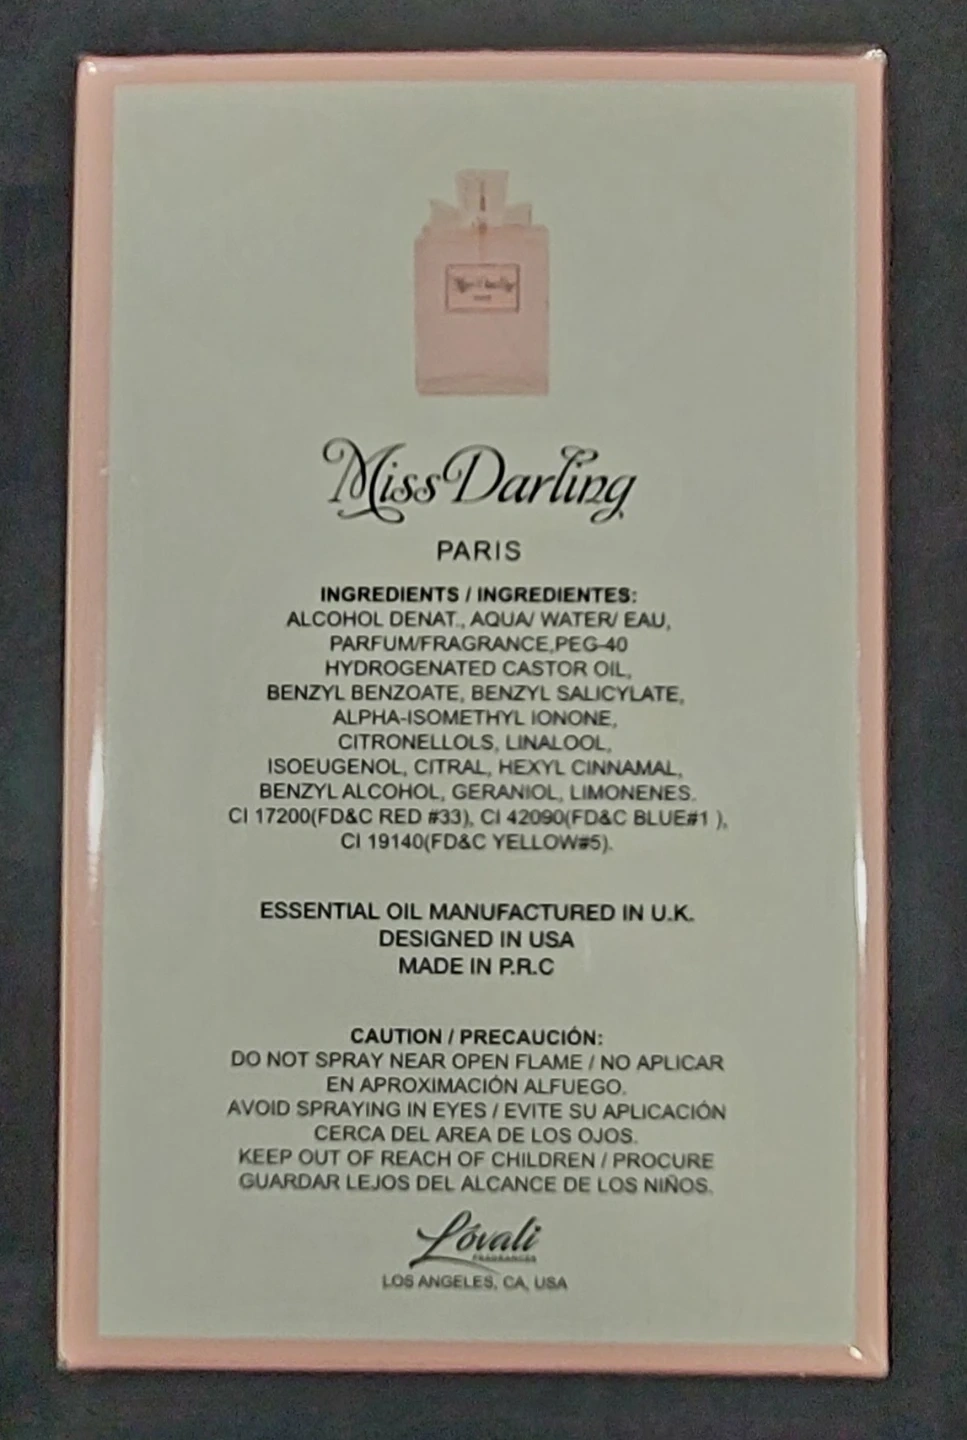 Miss Darling
PARIS
INGREDIENTS / INGREDIENTES:
ALCOHOL DENAT., AQUA/ WATER/ EAU,
PARFUM/FRAGRANCE,PEG-40
HYDROGENATED CASTOR OIL,
BENZYL BENZOATE, BENZYL SALICYLATE,
ALPHA-ISOMETHYL IONONE,
CITRONELLOLS, LINALOOL,
ISOEUGENOL, CITRAL, HEXYL CINNAMAL,
BENZYL ALCOHOL, GERANIOL, LIMONENES.
CI 17200(FD&C RED #33), CI 42090(FD&C BLUE#1 ),
CI 19140(FD&C YELLOW#5).
ESSENTIAL OIL MANUFACTURED IN U.K.
DESIGNED IN USA
MADE IN P.R.C
CAUTION / PRECAUCIÓN:
DO NOT SPRAY NEAR OPEN FLAME / NO APLICAR
EN APROXIMACIÓN ALFUEGO.
AVOID SPRAYING IN EYES / EVITE SU APLICACIÓN
CERCA DEL AREA DE LOS OJOS.
KEEP OUT OF REACH OF CHILDREN / PROCURE
GUARDAR LEJOS DEL ALCANCE DE LOS NIÑOS.
Lóvali
FRAGRANCES
LOS ANGELES, CA, USA